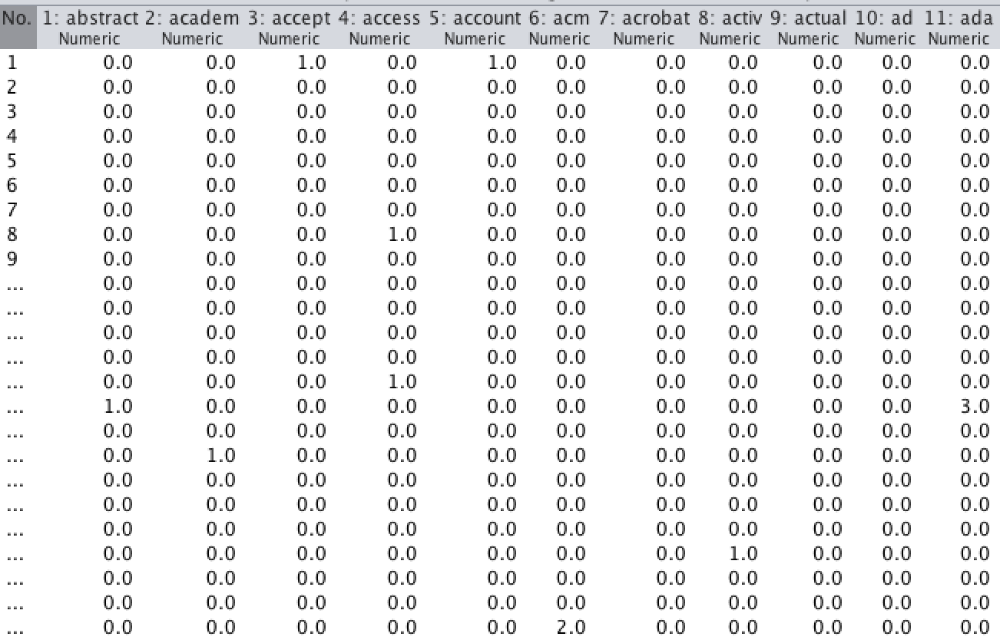 No. 1: abstract 2: academ 3: accept 4: access 5: account 6: acm 7: acrobat 8: activ 9: actual 10: ad 11: ada
Numeric Numeric Numeric Numeric Numeric Numeric Numeric Numeric Numeric Numeric Numeric
1 0.0 0.0 1.0 0.0 1.0 0.0 0.0 0.0 0.0 0.0 0.0
2 0.0 0.0 0.0 0.0 0.0 0.0 0.0 0.0 0.0 0.0 0.0
3 0.0 0.0 0.0 0.0 0.0 0.0 0.0 0.0 0.0 0.0 0.0
4 0.0 0.0 0.0 0.0 0.0 0.0 0.0 0.0 0.0 0.0 0.0
5 0.0 0.0 0.0 0.0 0.0 0.0 0.0 0.0 0.0 0.0 0.0
6 0.0 0.0 0.0 0.0 0.0 0.0 0.0 0.0 0.0 0.0 0.0
7 0.0 0.0 0.0 0.0 0.0 0.0 0.0 0.0 0.0 0.0 0.0
8 0.0 0.0 0.0 1.0 0.0 0.0 0.0 0.0 0.0 0.0 0.0
9 0.0 0.0 0.0 0.0 0.0 0.0 0.0 0.0 0.0 0.0 0.0
... 0.0 0.0 0.0 0.0 0.0 0.0 0.0 0.0 0.0 0.0 0.0
... 0.0 0.0 0.0 0.0 0.0 0.0 0.0 0.0 0.0 0.0 0.0
... 0.0 0.0 0.0 0.0 0.0 0.0 0.0 0.0 0.0 0.0 0.0
... 0.0 0.0 0.0 0.0 0.0 0.0 0.0 0.0 0.0 0.0 0.0
... 0.0 0.0 0.0 1.0 0.0 0.0 0.0 0.0 0.0 0.0 0.0
... 1.0 0.0 0.0 0.0 0.0 0.0 0.0 0.0 0.0 0.0 3.0
... 0.0 0.0 0.0 0.0 0.0 0.0 0.0 0.0 0.0 0.0 0.0
... 0.0 1.0 0.0 0.0 0.0 0.0 0.0 0.0 0.0 0.0 0.0
... 0.0 0.0 0.0 0.0 0.0 0.0 0.0 0.0 0.0 0.0 0.0
... 0.0 0.0 0.0 0.0 0.0 0.0 0.0 0.0 0.0 0.0 0.0
... 0.0 0.0 0.0 0.0 0.0 0.0 0.0 0.0 0.0 0.0 0.0
... 0.0 0.0 0.0 0.0 0.0 0.0 0.0 1.0 0.0 0.0 0.0
... 0.0 0.0 0.0 0.0 0.0 0.0 0.0 0.0 0.0 0.0 0.0
... 0.0 0.0 0.0 0.0 0.0 0.0 0.0 0.0 0.0 0.0 0.0
... 0.0 0.0 0.0 0.0 0.0 2.0 0.0 0.0 0.0 0.0 0.0